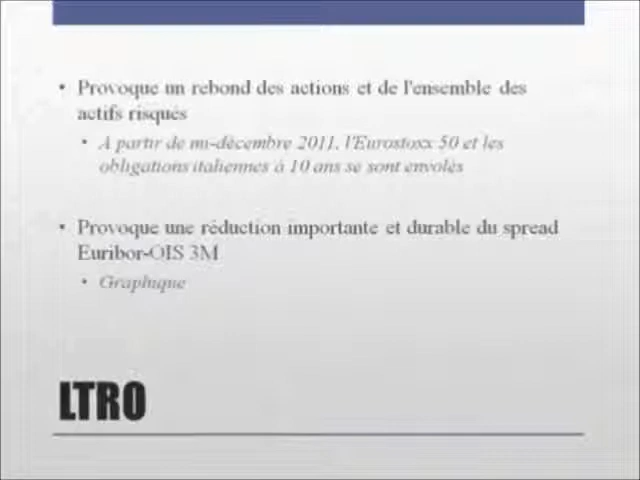 • Provoque un rebond des actions et de l'ensemble des
actifs risqués
• A partir de mi-décembre 2011, l'Eurostoxx 50 et les
obligations italiennes à 10 ans se sont envolés
• Provoque une réduction importante et durable du spread
Euribor-OIS 3M
• Graphique
LTRO